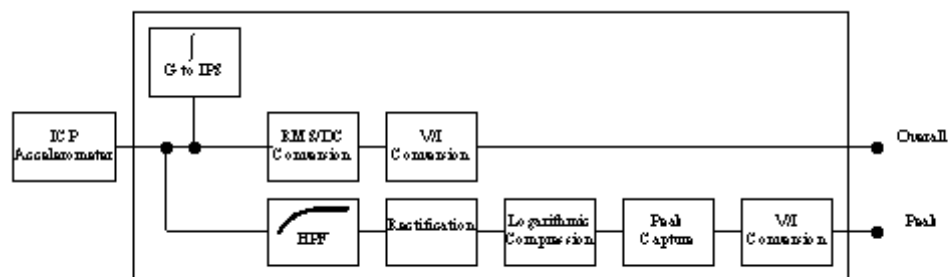 ∫
G to IPS
ICP
Accelerometer
RMS/DC
Conversion
V/I
Conversion
Overall
HPF
Rectification
Logarithmic
Compression
Peak
Capture
V/I
Conversion
Peak